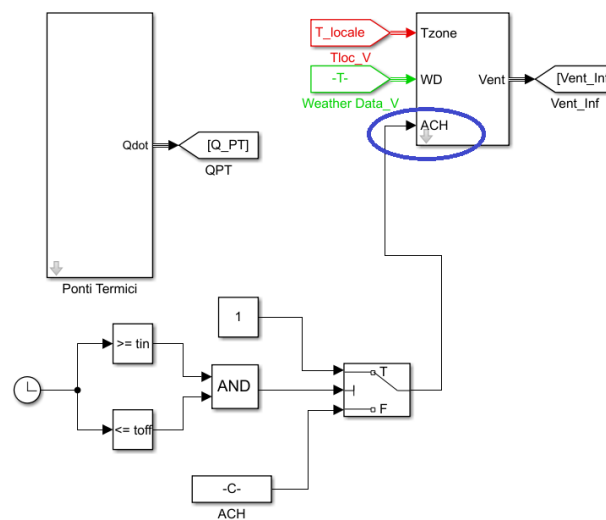 T_locale
Tzone
Tloc_V
-T-
WD
Vent
[Vent_Inf
Weather Data_V
Vent_Inf
ACH
Qdot
[Q_PT]
QPT
Ponti Termici
1
>= tin
T
AND
F
<= toff
-C-
ACH